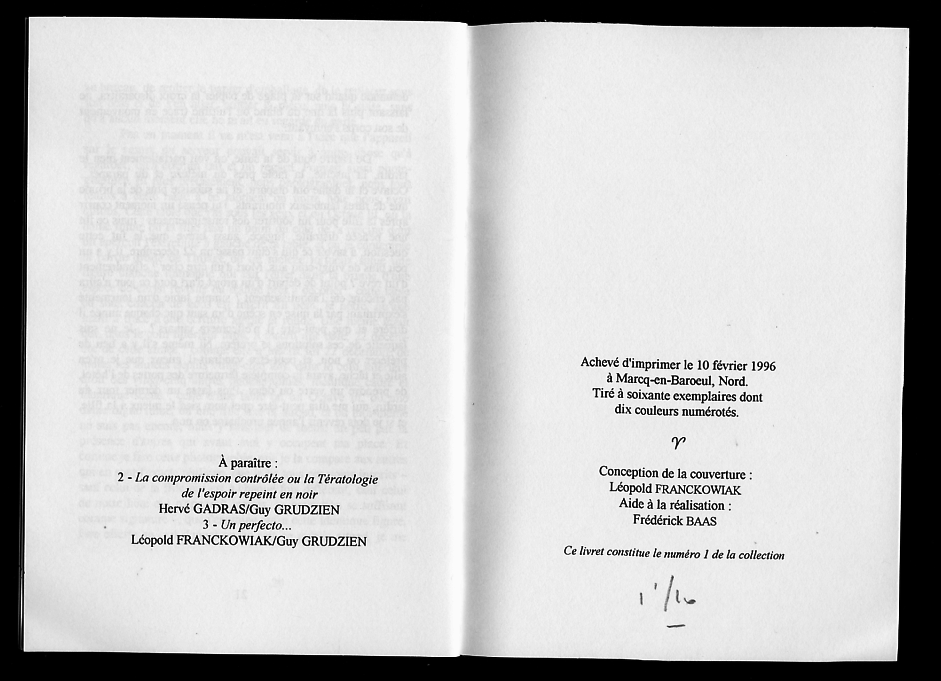 À paraître :
2 - La compromission contrôlée ou la Tératologie
de l'espoir repeint en noir
Hervé GADRAS/Guy GRUDZIEN
3 - Un perfecto...
Léopold FRANCKOWIAK/Guy GRUDZIEN
Achevé d'imprimer le 10 février 1996
à Marcq-en-Baroeul, Nord.
Tiré à soixante exemplaires dont
dix couleurs numérotés.
♈
Conception de la couverture :
Léopold FRANCKOWIAK
Aide à la réalisation :
Frédérick BAAS
Ce livret constitue le numéro 1 de la collection